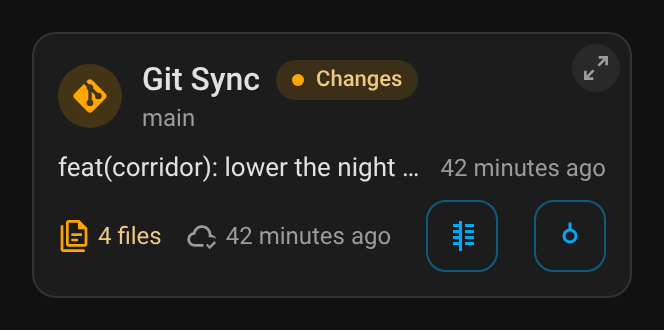 Git Sync
Changes
main
feat(corridor): lower the night ... 42 minutes ago
4 files 42 minutes ago